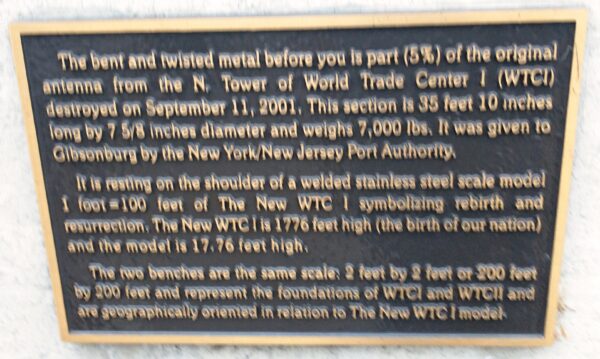 The bent and twisted metal before you is part (5%) of the original
antenna from the N. Tower of World Trade Center I (WTCI)
destroyed on September 11, 2001. This section is 35 feet 10 inches
long by 7 5/8 inches diameter and weighs 7,000 lbs. It was given to
Gibsonburg by the New York/New Jersey Port Authority.
It is resting on the shoulder of a welded stainless steel scale model
1 foot=100 feet of The New WTC I symbolizing rebirth and
resurrection. The New WTC I is 1776 feet high (the birth of our nation)
and the model is 17.76 feet high.
The two benches are the same scale: 2 feet by 2 feet or 200 feet
by 200 feet and represent the foundations of WTCI and WTCII and
are geographically oriented in relation to The New WTC I model.